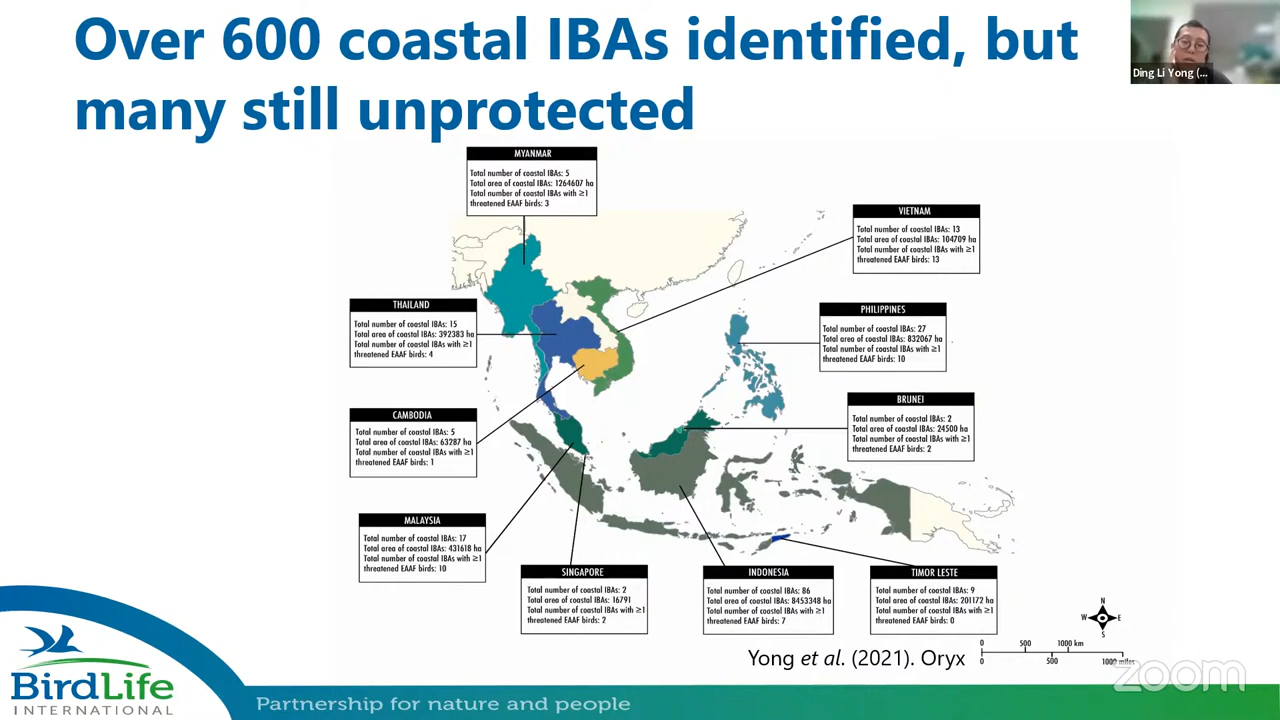 Over 600 coastal IBAs identified, but
many still unprotected
Ding Li Yong (...
MYANMAR
Total number of coastal IBAs: 5
Total area of coastal IBAs: 1264607 ha
Total number of coastal IBAs with ≥1
threatened EAAF birds: 3
VIETNAM
Total number of coastal IBAs: 13
Total area of coastal IBAs: 104709 ha
Total number of coastal IBAs with ≥1
threatened EAAF birds: 13
THAILAND
Total number of coastal IBAs: 15
Total area of coastal IBAs: 392383 ha
Total number of coastal IBAs with ≥1
threatened EAAF birds: 4
PHILIPPINES
Total number of coastal IBAs: 27
Total area of coastal IBAs: 832067 ha
Total number of coastal IBAs with ≥1
threatened EAAF birds: 10
CAMBODIA
Total number of coastal IBAs: 5
Total area of coastal IBAs: 63287 ha
Total number of coastal IBAs with ≥1
threatened EAAF birds: 1
BRUNEI
Total number of coastal IBAs: 2
Total area of coastal IBAs: 24500 ha
Total number of coastal IBAs with ≥1
threatened EAAF birds: 2
MALAYSIA
Total number of coastal IBAs: 17
Total area of coastal IBAs: 431618 ha
Total number of coastal IBAs with ≥1
threatened EAAF birds: 10
SINGAPORE
Total number of coastal IBAs: 2
Total area of coastal IBAs: 16791
Total number of coastal IBAs with ≥1
threatened EAAF birds: 2
INDONESIA
Total number of coastal IBAs: 86
Total area of coastal IBAs: 8453348 ha
Total number of coastal IBAs with ≥1
threatened EAAF birds: 7
TIMOR LESTE
Total number of coastal IBAs: 9
Total area of coastal IBAs: 201172 ha
Total number of coastal IBAs with ≥1
threatened EAAF birds: 0
N
W E
S
0 500 1000 km
0 500 1000 miles
Yong et al. (2021). Oryx
zoom
BirdLife
INTERNATIONAL
Partnership for nature and people